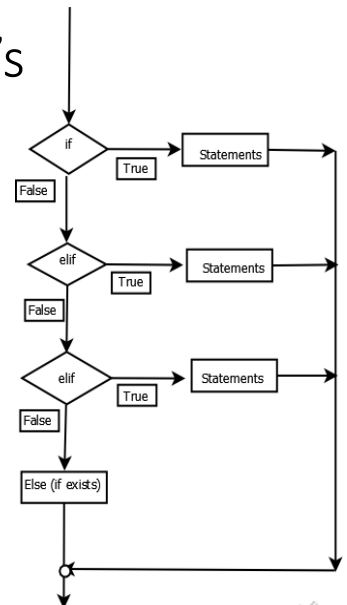 's
if
True
Statements
False
elif
True
Statements
False
elif
True
Statements
False
Else (if exists)